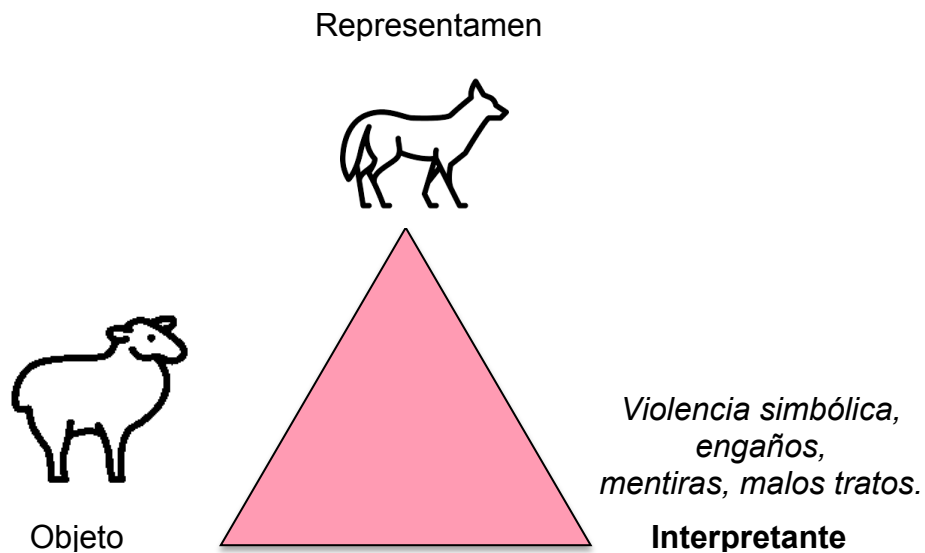 Representamen
Violencia simbólica,
engaños,
mentiras, malos tratos.
Objeto
Interpretante